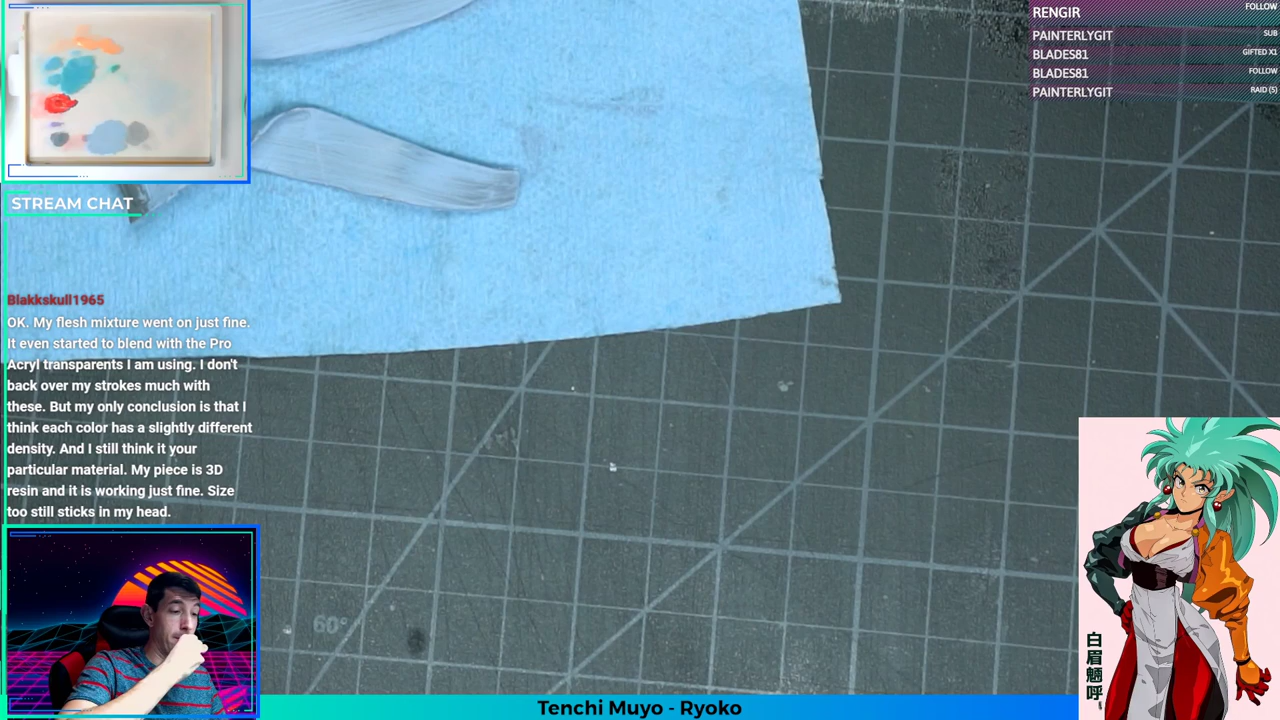 RENGIR FOLLOW
PAINTERLYGIT SUB
BLADES81 GIFTED X1
BLADES81 FOLLOW
PAINTERLYGIT RAID (5)
STREAM CHAT
Blakkskull1965
OK. My flesh mixture went on just fine.
It even started to blend with the Pro
Acryl transparents I am using. I don't
back over my strokes much with
these. But my only conclusion is that I
think each color has a slightly different
density. And I still think it your
particular material. My piece is 3D
resin and it is working just fine. Size
too still sticks in my head.
60°
白眉魎呼。
Tenchi Muyo - Ryoko